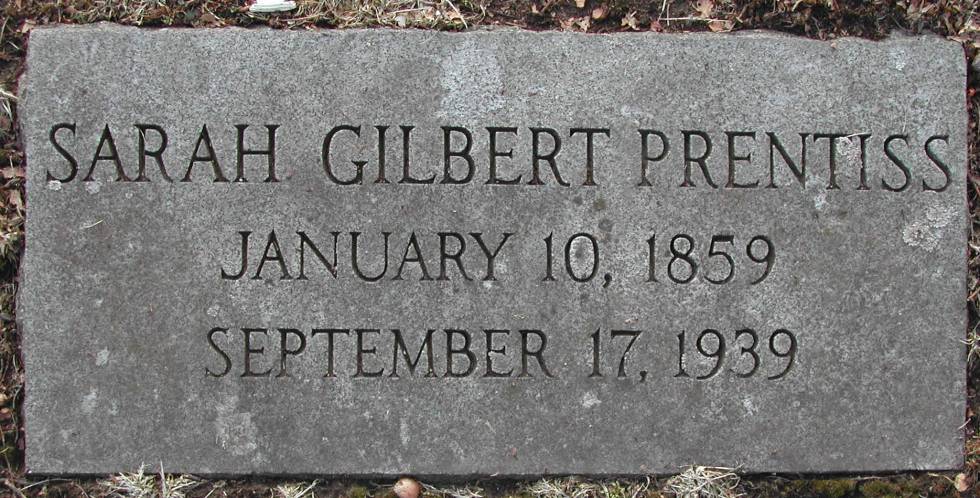 SARAH GILBERT PRENTISS
JANUARY 10, 1859
SEPTEMBER 17, 1939